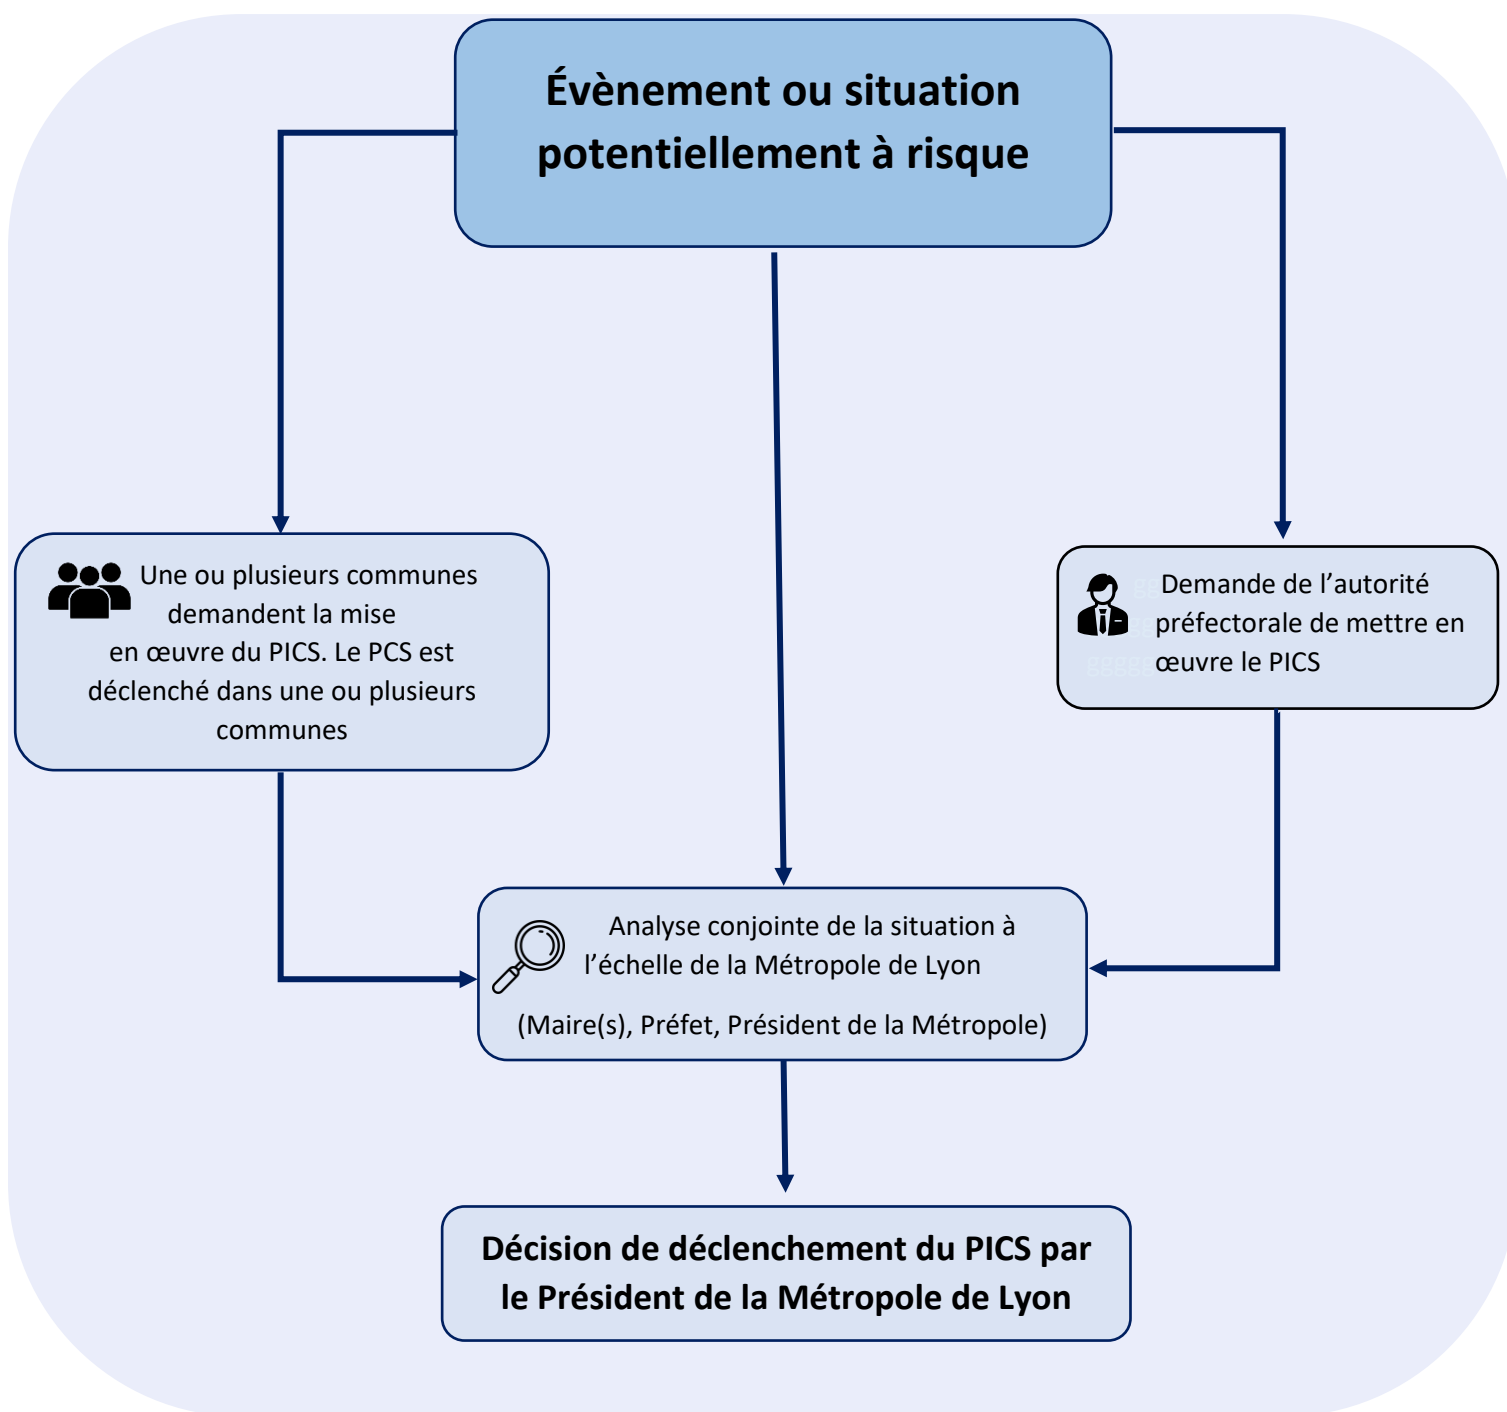 Évènement ou situation
potentiellement à risque
Une ou plusieurs communes
demandent la mise
en œuvre du PICS. Le PCS est
déclenché dans une ou plusieurs
communes
gg Demande de l’autorité
gg préfectorale de mettre en
ggggg œuvre le PICS
Analyse conjointe de la situation à
l’échelle de la Métropole de Lyon
(Maire(s), Préfet, Président de la Métropole)
Décision de déclenchement du PICS par
le Président de la Métropole de Lyon